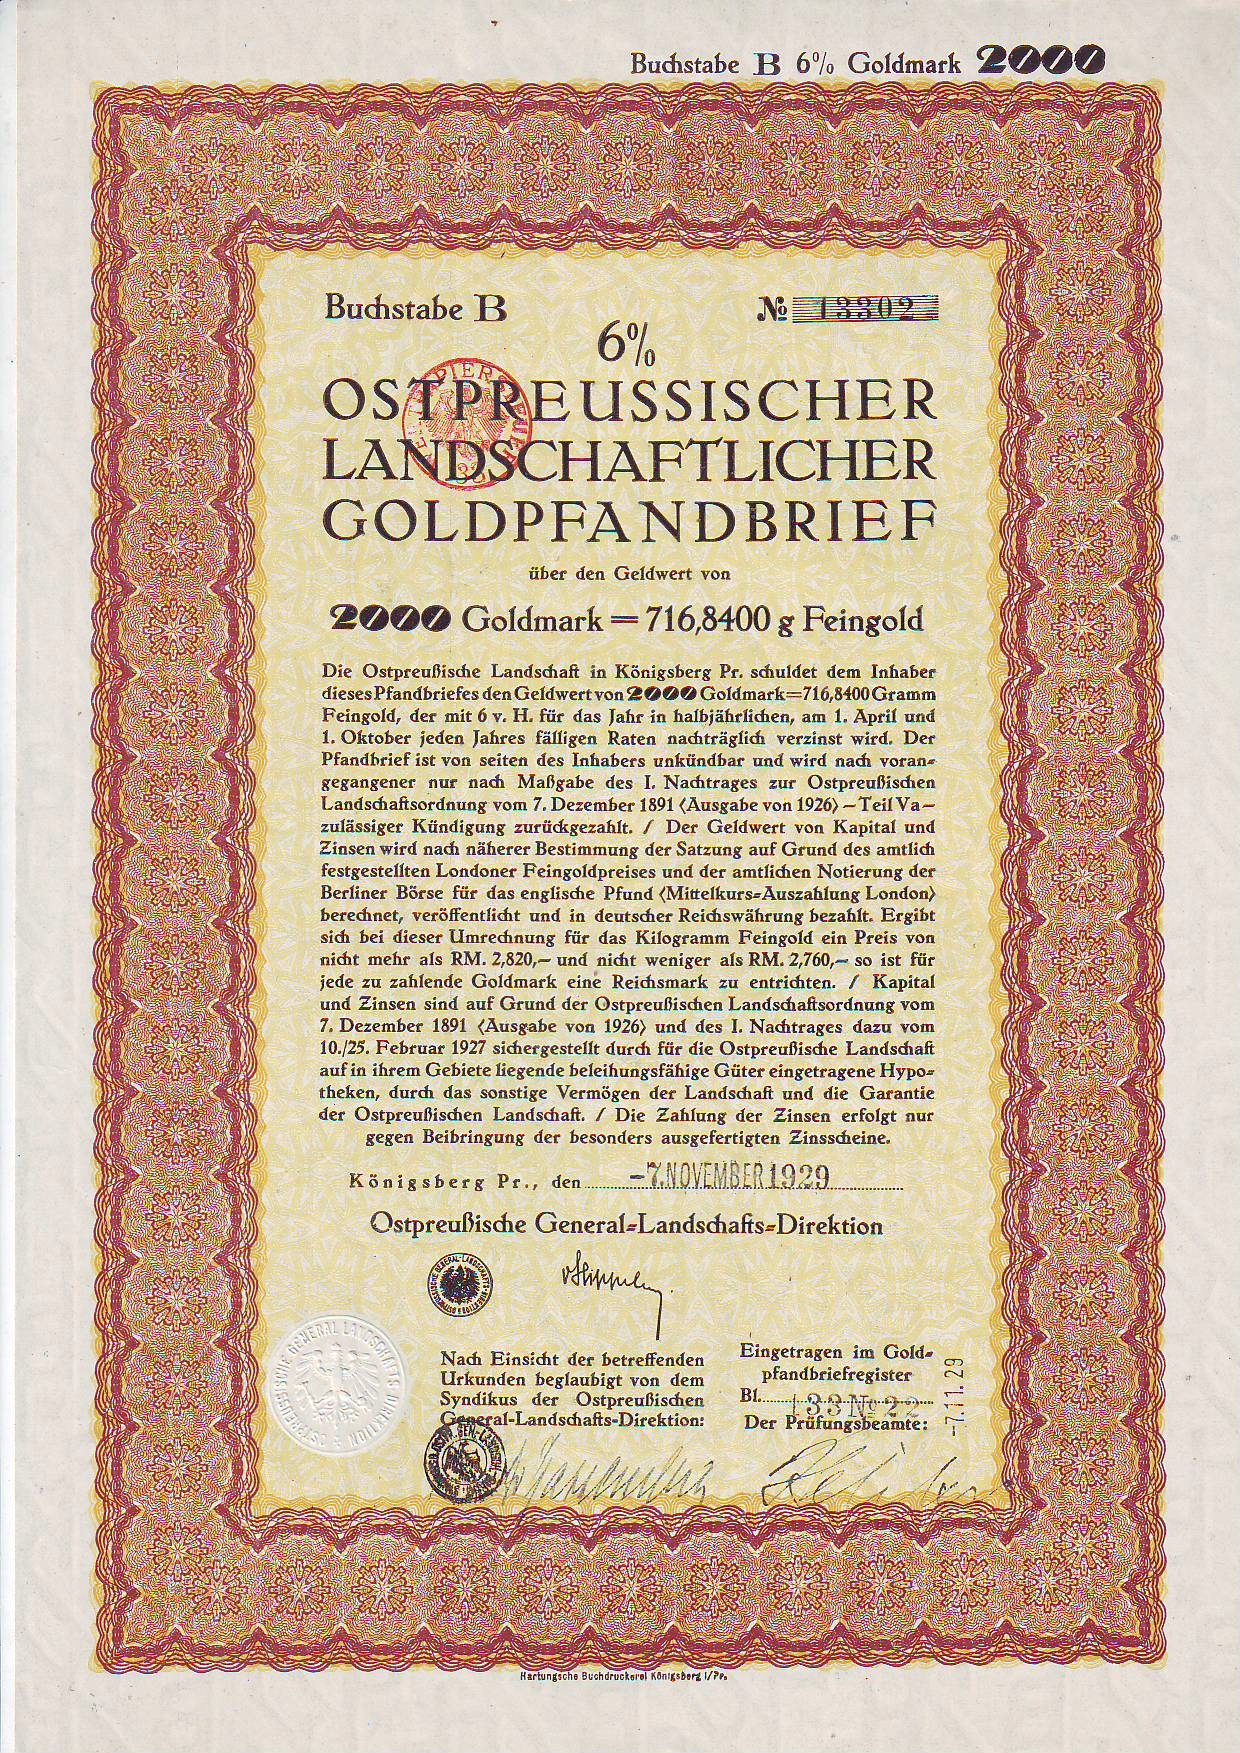 Buchstabe B 6% Goldmark 2000
Buchstabe B № 13302
6%
OSTPREUSSISCHER
LANDSCHAFTLICHER
GOLDPFANDBRIEF
über den Geldwert von
2000 Goldmark = 716,8400 g Feingold
Die Ostpreußische Landschaft in Königsberg Pr. schuldet dem Inhaber
dieses Pfandbriefes den Geldwert von 2000 Goldmark=716,8400 Gramm
Feingold, der mit 6 v. H. für das Jahr in halbjährlichen, am 1. April und
1. Oktober jeden Jahres fälligen Raten nachträglich verzinst wird. Der
Pfandbrief ist von seiten des Inhabers unkündbar und wird nach voran-
gegangener nur nach Maßgabe des I. Nachtrages zur Ostpreußischen
Landschaftsordnung vom 7. Dezember 1891 (Ausgabe von 1926) – Teil Va –
zulässiger Kündigung zurückgezahlt. / Der Geldwert von Kapital und
Zinsen wird nach näherer Bestimmung der Satzung auf Grund des amtlich
festgestellten Londoner Feingoldpreises und der amtlichen Notierung der
Berliner Börse für das englische Pfund (Mittelkurs-Auszahlung London)
berechnet, veröffentlicht und in deutscher Reichswährung bezahlt. Ergibt
sich bei dieser Umrechnung für das Kilogramm Feingold ein Preis von
nicht mehr als RM. 2,820,– und nicht weniger als RM. 2,760,– so ist für
jede zu zahlende Goldmark eine Reichsmark zu entrichten. / Kapital
und Zinsen sind auf Grund der Ostpreußischen Landschaftsordnung vom
7. Dezember 1891 (Ausgabe von 1926) und des I. Nachtrages dazu vom
10./25. Februar 1927 sichergestellt durch für die Ostpreußische Landschaft
auf in ihrem Gebiete liegende beleihungsfähige Güter eingetragene Hypo-
theken, durch das sonstige Vermögen der Landschaft und die Garantie
der Ostpreußischen Landschaft. / Die Zahlung der Zinsen erfolgt nur
gegen Beibringung der besonders ausgefertigten Zinsscheine.
Königsberg Pr., den -7. NOVEMBER 1929
Ostpreußische General-Landschafts-Direktion
Nach Einsicht der betreffenden
Urkunden beglaubigt von dem
Syndikus der Ostpreußischen
General-Landschafts-Direktion:
Eingetragen im Gold-
pfandbriefregister
Bl. 133 № 22
Der Prüfungsbeamte:
-7.11.29
OSTPREUSSISCHE GENERAL LANDSCHAFTS DIREKTION
Hartungsche Buchdruckerei Königsberg i/Pr.